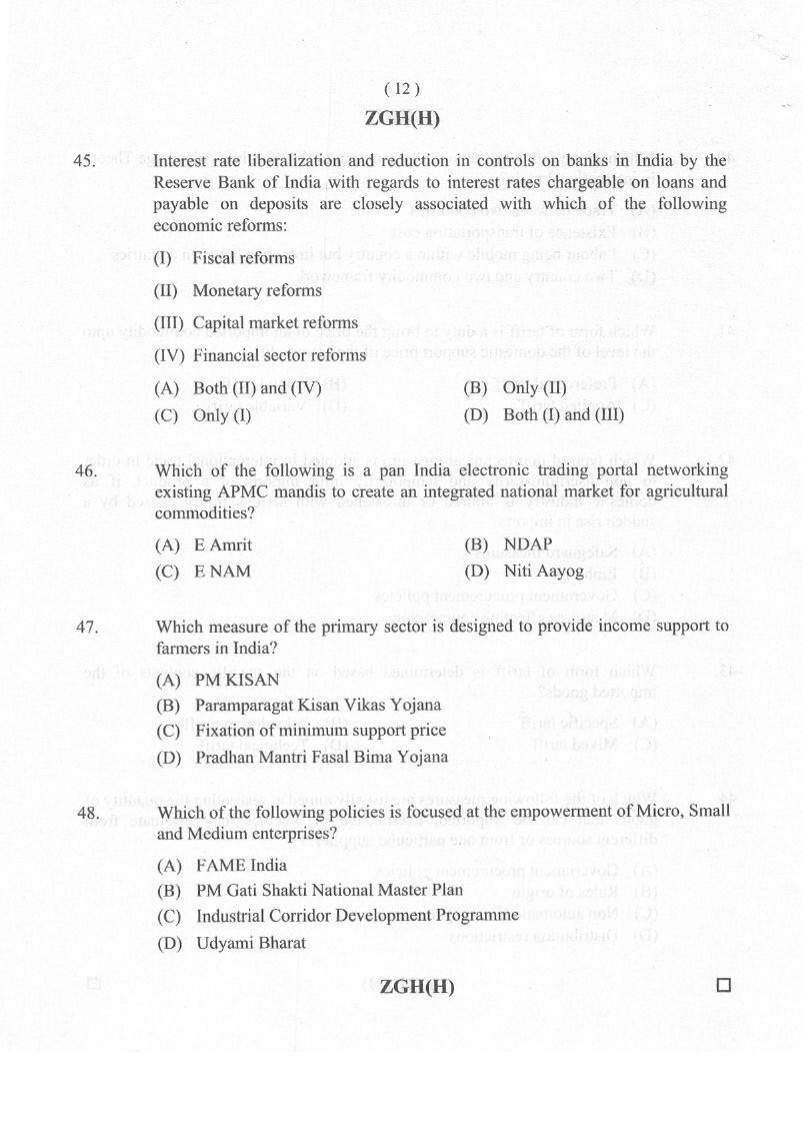 ( 12 )
ZGH(H)
45. Interest rate liberalization and reduction in controls on banks in India by the
Reserve Bank of India with regards to interest rates chargeable on loans and
payable on deposits are closely associated with which of the following
economic reforms:
(I) Fiscal reforms
(II) Monetary reforms
(III) Capital market reforms
(IV) Financial sector reforms
(A) Both (II) and (IV) (B) Only (II)
(C) Only (I) (D) Both (I) and (III)
46. Which of the following is a pan India electronic trading portal networking
existing APMC mandis to create an integrated national market for agricultural
commodities?
(A) E Amrit (B) NDAP
(C) E NAM (D) Niti Aayog
47. Which measure of the primary sector is designed to provide income support to
farmers in India?
(A) PM KISAN
(B) Paramparagat Kisan Vikas Yojana
(C) Fixation of minimum support price
(D) Pradhan Mantri Fasal Bima Yojana
48. Which of the following policies is focused at the empowerment of Micro, Small
and Medium enterprises?
(A) FAME India
(B) PM Gati Shakti National Master Plan
(C) Industrial Corridor Development Programme
(D) Udyami Bharat
ZGH(H)